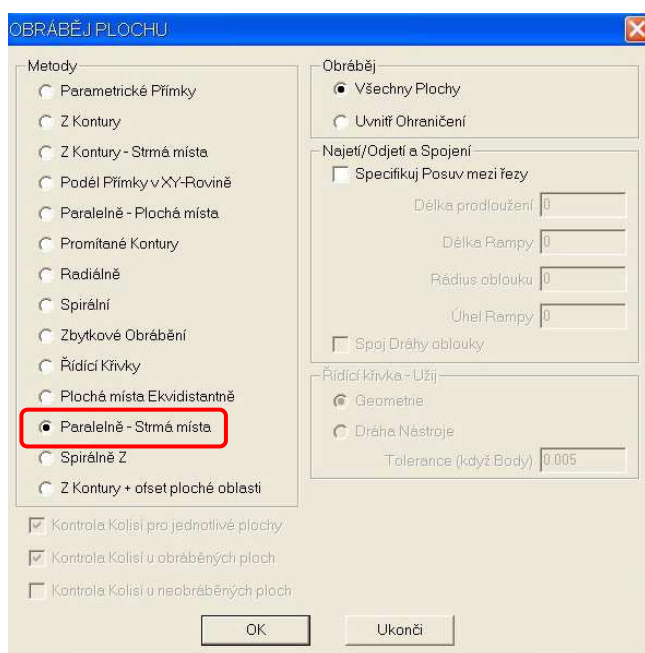 OBRÁBĚJ PLOCHU
Metody
Parametrické Přímky
Z Kontury
Z Kontury - Strmá místa
Podél Přímky v XY-Rovině
Paralelně - Plochá místa
Promítané Kontury
Radiálně
Spirální
Zbytkové Obrábění
Řídící Křivky
Plochá místa Ekvidistantně
Paralelně - Strmá místa
Spirálně Z
Z Kontury + ofset ploché oblasti
Kontrola Kolisí pro jednotlivé plochy
Kontrola Kolisí u obráběných ploch
Kontrola Kolisí u neobráběných ploch
Obráběj
Všechny Plochy
Uvnitř Ohraničení
Najetí/Odjetí a Spojení
Specifikuj Posuv mezi řezy
Délka prodloužení 0
Délka Rampy 0
Rádius oblouku 0
Úhel Rampy 0
Spoj Dráhy oblouky
Řídící křivka - Užij
Geometrie
Dráha Nástroje
Tolerance (když Body) 0.005
OK
Ukonči